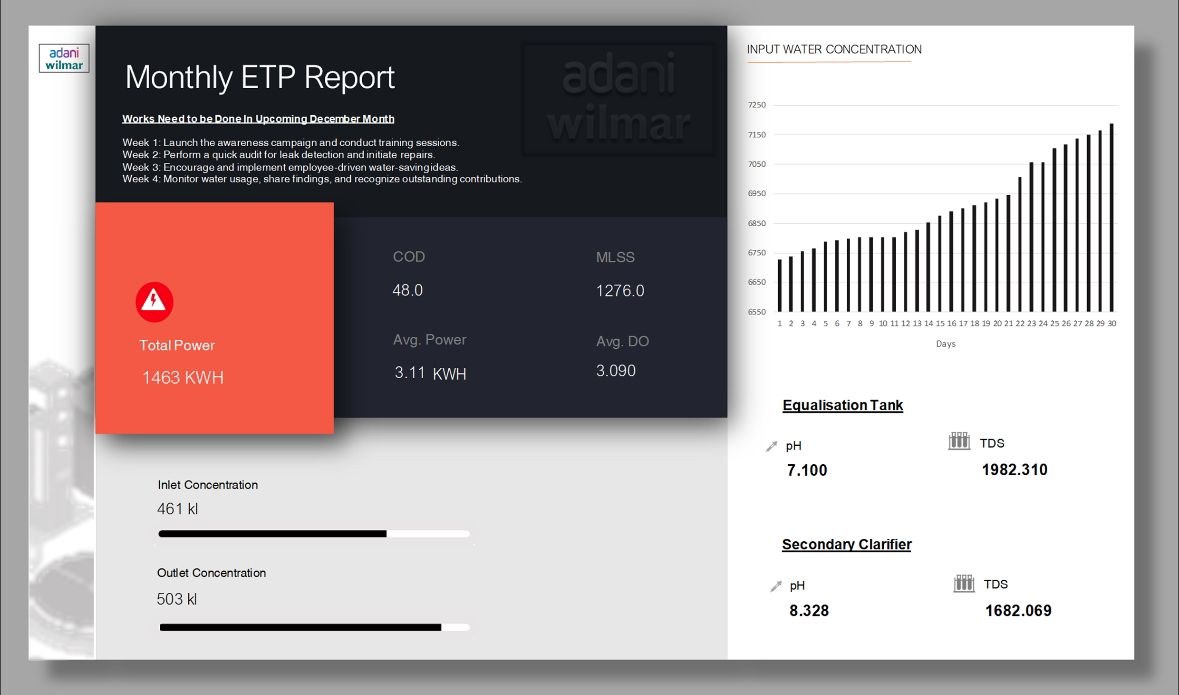 adani
wilmar
Monthly ETP Report
adani
wilmar
Works Need to be Done In Upcoming December Month
Week 1: Launch the awareness campaign and conduct training sessions.
Week 2: Perform a quick audit for leak detection and initiate repairs.
Week 3: Encourage and implement employee-driven water-saving ideas.
Week 4: Monitor water usage, share findings, and recognize outstanding contributions.
Total Power
1463 KWH
COD
48.0
MLSS
1276.0
Avg. Power
3.11 KWH
Avg. DO
3.090
Inlet Concentration
461 kl
Outlet Concentration
503 kl
INPUT WATER CONCENTRATION
7250
7150
7050
6950
6850
6750
6650
6550
1 2 3 4 5 6 7 8 9 10 11 12 13 14 15 16 17 18 19 20 21 22 23 24 25 26 27 28 29 30
Days
Equalisation Tank
pH
7.100
TDS
1982.310
Secondary Clarifier
pH
8.328
TDS
1682.069